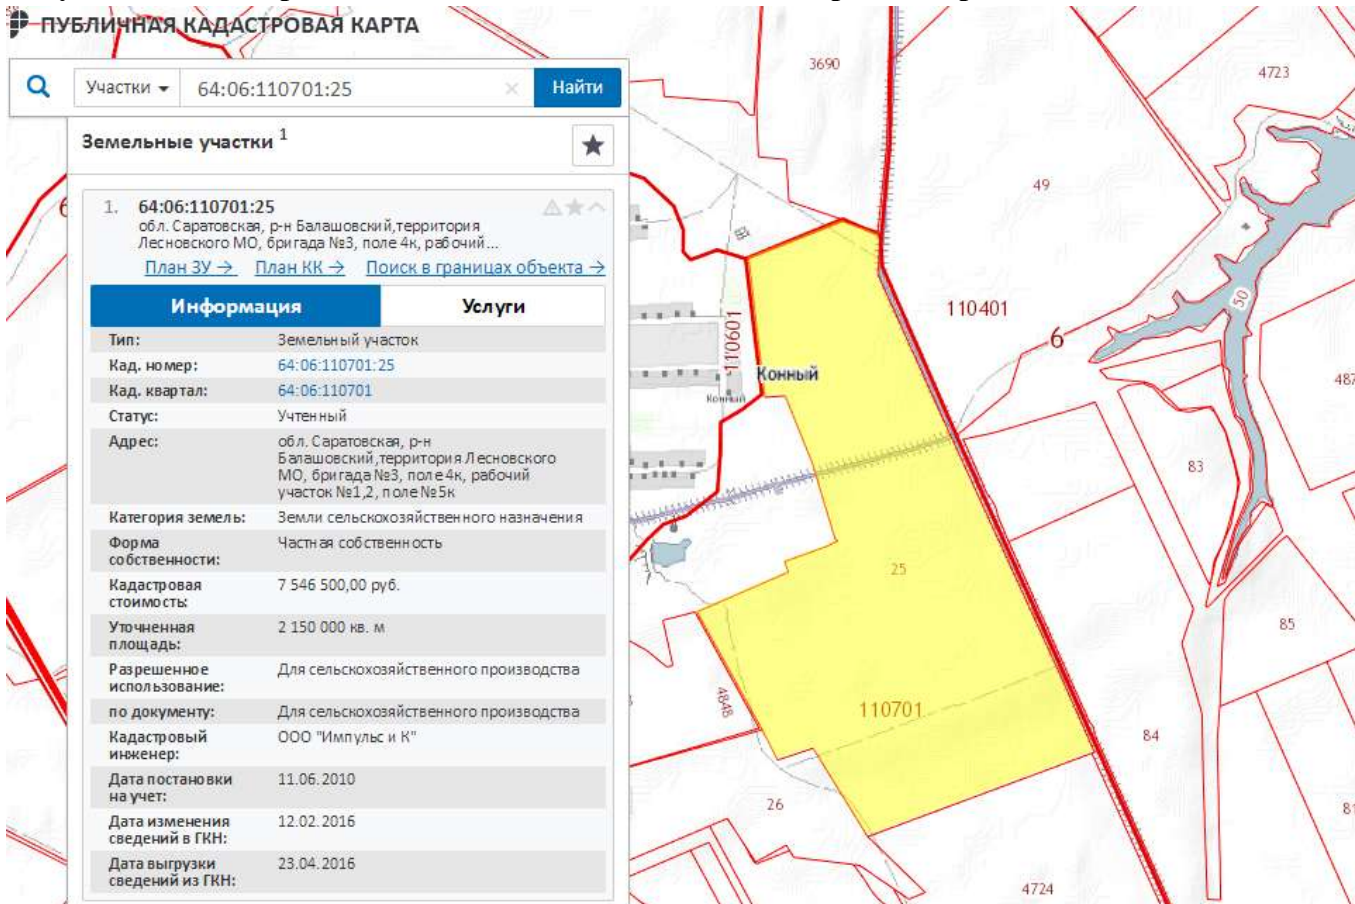 ПУБЛИЧНАЯ КАДАСТРОВАЯ КАРТА
Участки
64:06:110701:25
×
Найти
Земельные участки 1
1. 64:06:110701:25
обл. Саратовская, р-н Балашовский,территория
Лесновского МО, бригада №3, поле 4к, рабочий...
План ЗУ → План КК → Поиск в границах объекта →
Информация Услуги
Тип: Земельный участок
Кад. номер: 64:06:110701:25
Кад. квартал: 64:06:110701
Статус: Учтенный
Адрес: обл. Саратовская, р-н
Балашовский,территория Лесновского
МО, бригада №3, поле 4к, рабочий
участок №1,2, поле №5к
Категория земель: Земли сельскохозяйственного назначения
Форма
собственности: Частная собственность
Кадастровая
стоимость: 7 546 500,00 руб.
Уточненная
площадь: 2 150 000 кв. м
Разрешенное
использование: Для сельскохозяйственного производства
по документу: Для сельскохозяйственного производства
Кадастровый
инженер: ООО "Импульс и К"
Дата постановки
на учет: 11.06.2010
Дата изменения
сведений в ГКН: 12.02.2016
Дата выгрузки
сведений из ГКН: 23.04.2016
3690
4723
49
110401
6
50
110601
Конный
Конный
487
83
25
85
4848
110701
84
26
81
4724